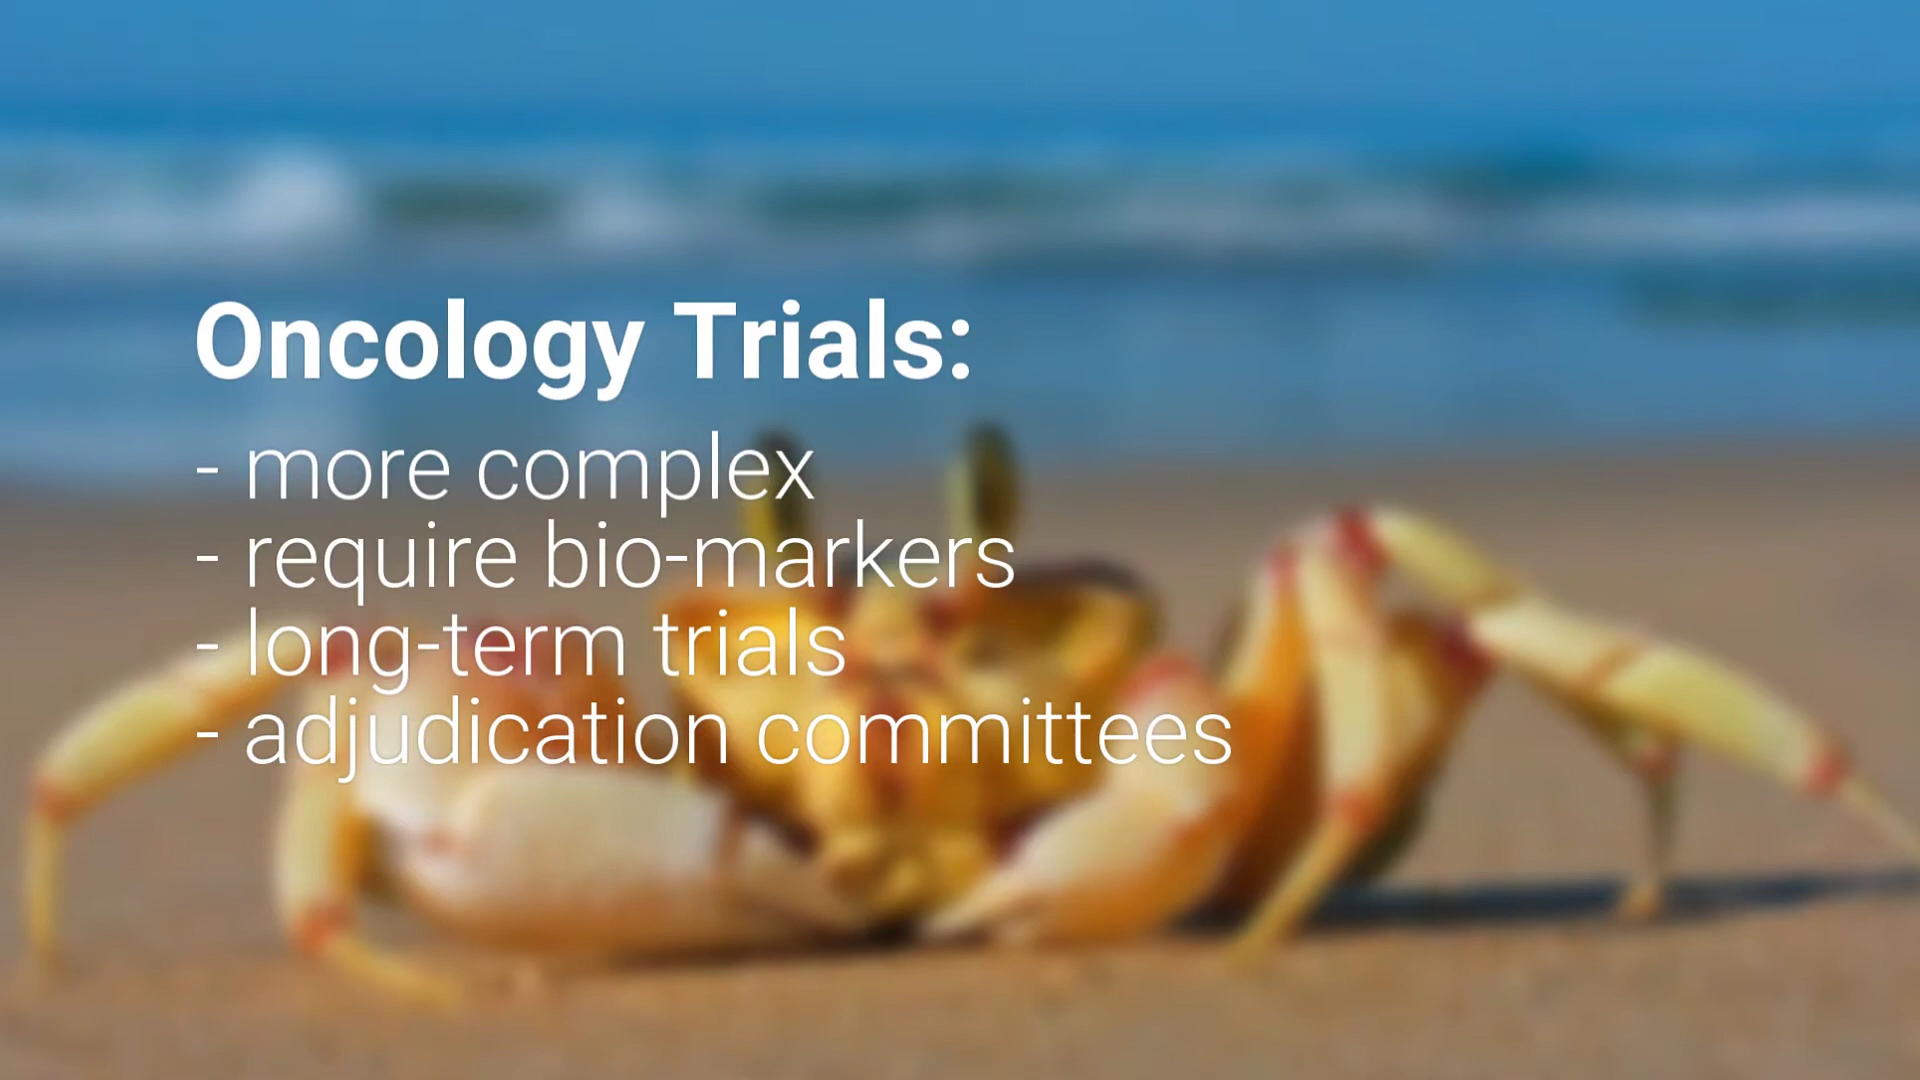 Oncology Trials:
- more complex
- require bio-markers
- long-term trials
- adjudication committees